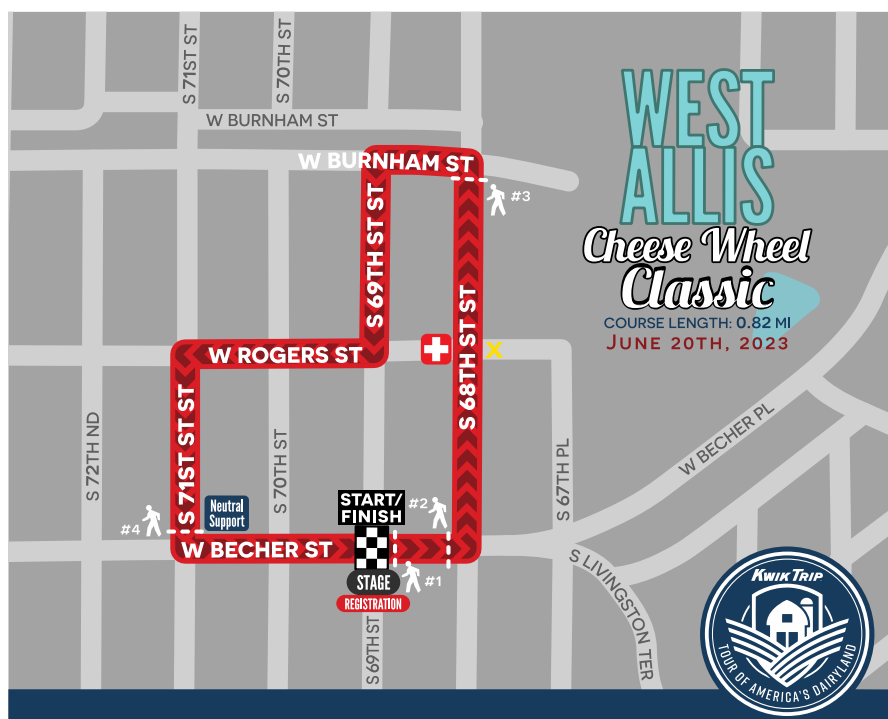 S 71ST ST
S 70TH ST
W BURNHAM ST
W BURNHAM ST
#3
S 69TH ST ST
S 68TH ST ST
WEST
ALLIS
Cheese Wheel
Classic
COURSE LENGTH: 0.82 MI
JUNE 20TH, 2023
W ROGERS ST
X
S 71ST ST ST
S 72TH ND
S 70TH ST
S 67TH PL
W BECHER PL
#4
Neutral
Support
START/
FINISH
#2
W BECHER ST
STAGE
#1
REGISTRATION
S 69TH ST
S LIVINGSTON TER
KWIK TRIP
TOUR OF AMERICA'S DAIRYLAND